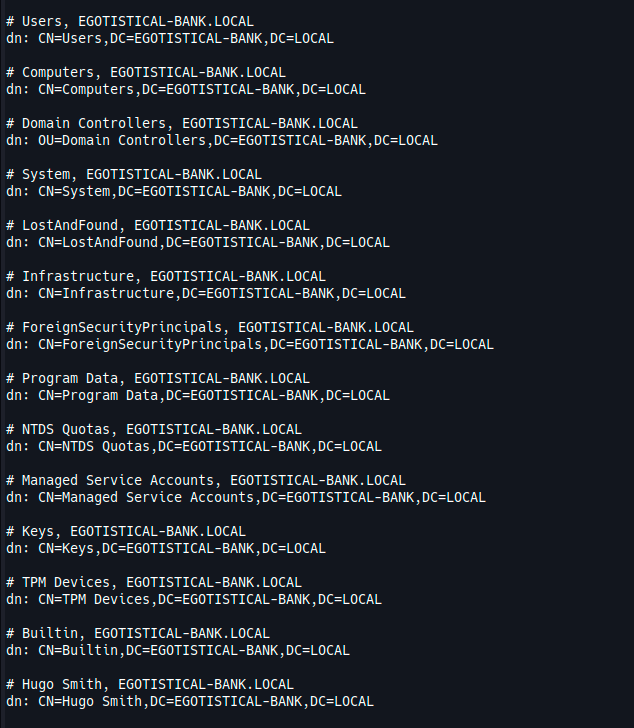 # Users, EGOTISTICAL-BANK.LOCAL
dn: CN=Users,DC=EGOTISTICAL-BANK,DC=LOCAL
# Computers, EGOTISTICAL-BANK.LOCAL
dn: CN=Computers,DC=EGOTISTICAL-BANK,DC=LOCAL
# Domain Controllers, EGOTISTICAL-BANK.LOCAL
dn: OU=Domain Controllers,DC=EGOTISTICAL-BANK,DC=LOCAL
# System, EGOTISTICAL-BANK.LOCAL
dn: CN=System,DC=EGOTISTICAL-BANK,DC=LOCAL
# LostAndFound, EGOTISTICAL-BANK.LOCAL
dn: CN=LostAndFound,DC=EGOTISTICAL-BANK,DC=LOCAL
# Infrastructure, EGOTISTICAL-BANK.LOCAL
dn: CN=Infrastructure,DC=EGOTISTICAL-BANK,DC=LOCAL
# ForeignSecurityPrincipals, EGOTISTICAL-BANK.LOCAL
dn: CN=ForeignSecurityPrincipals,DC=EGOTISTICAL-BANK,DC=LOCAL
# Program Data, EGOTISTICAL-BANK.LOCAL
dn: CN=Program Data,DC=EGOTISTICAL-BANK,DC=LOCAL
# NTDS Quotas, EGOTISTICAL-BANK.LOCAL
dn: CN=NTDS Quotas,DC=EGOTISTICAL-BANK,DC=LOCAL
# Managed Service Accounts, EGOTISTICAL-BANK.LOCAL
dn: CN=Managed Service Accounts,DC=EGOTISTICAL-BANK,DC=LOCAL
# Keys, EGOTISTICAL-BANK.LOCAL
dn: CN=Keys,DC=EGOTISTICAL-BANK,DC=LOCAL
# TPM Devices, EGOTISTICAL-BANK.LOCAL
dn: CN=TPM Devices,DC=EGOTISTICAL-BANK,DC=LOCAL
# Builtin, EGOTISTICAL-BANK.LOCAL
dn: CN=Builtin,DC=EGOTISTICAL-BANK,DC=LOCAL
# Hugo Smith, EGOTISTICAL-BANK.LOCAL
dn: CN=Hugo Smith,DC=EGOTISTICAL-BANK,DC=LOCAL